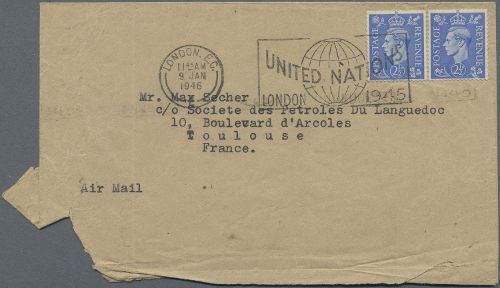 LONDON. E.C.
11 15 AM
9 JAN
1946
UNITED NATIONS
LONDON 1945
POSTAGE REVENUE
2½D
POSTAGE REVENUE
2½D
Mr. Max Becher
c/o Societe des Petroles Du Languedoc
10, Boulevard d'Arcoles
T o u l o u s e
France.
Air Mail